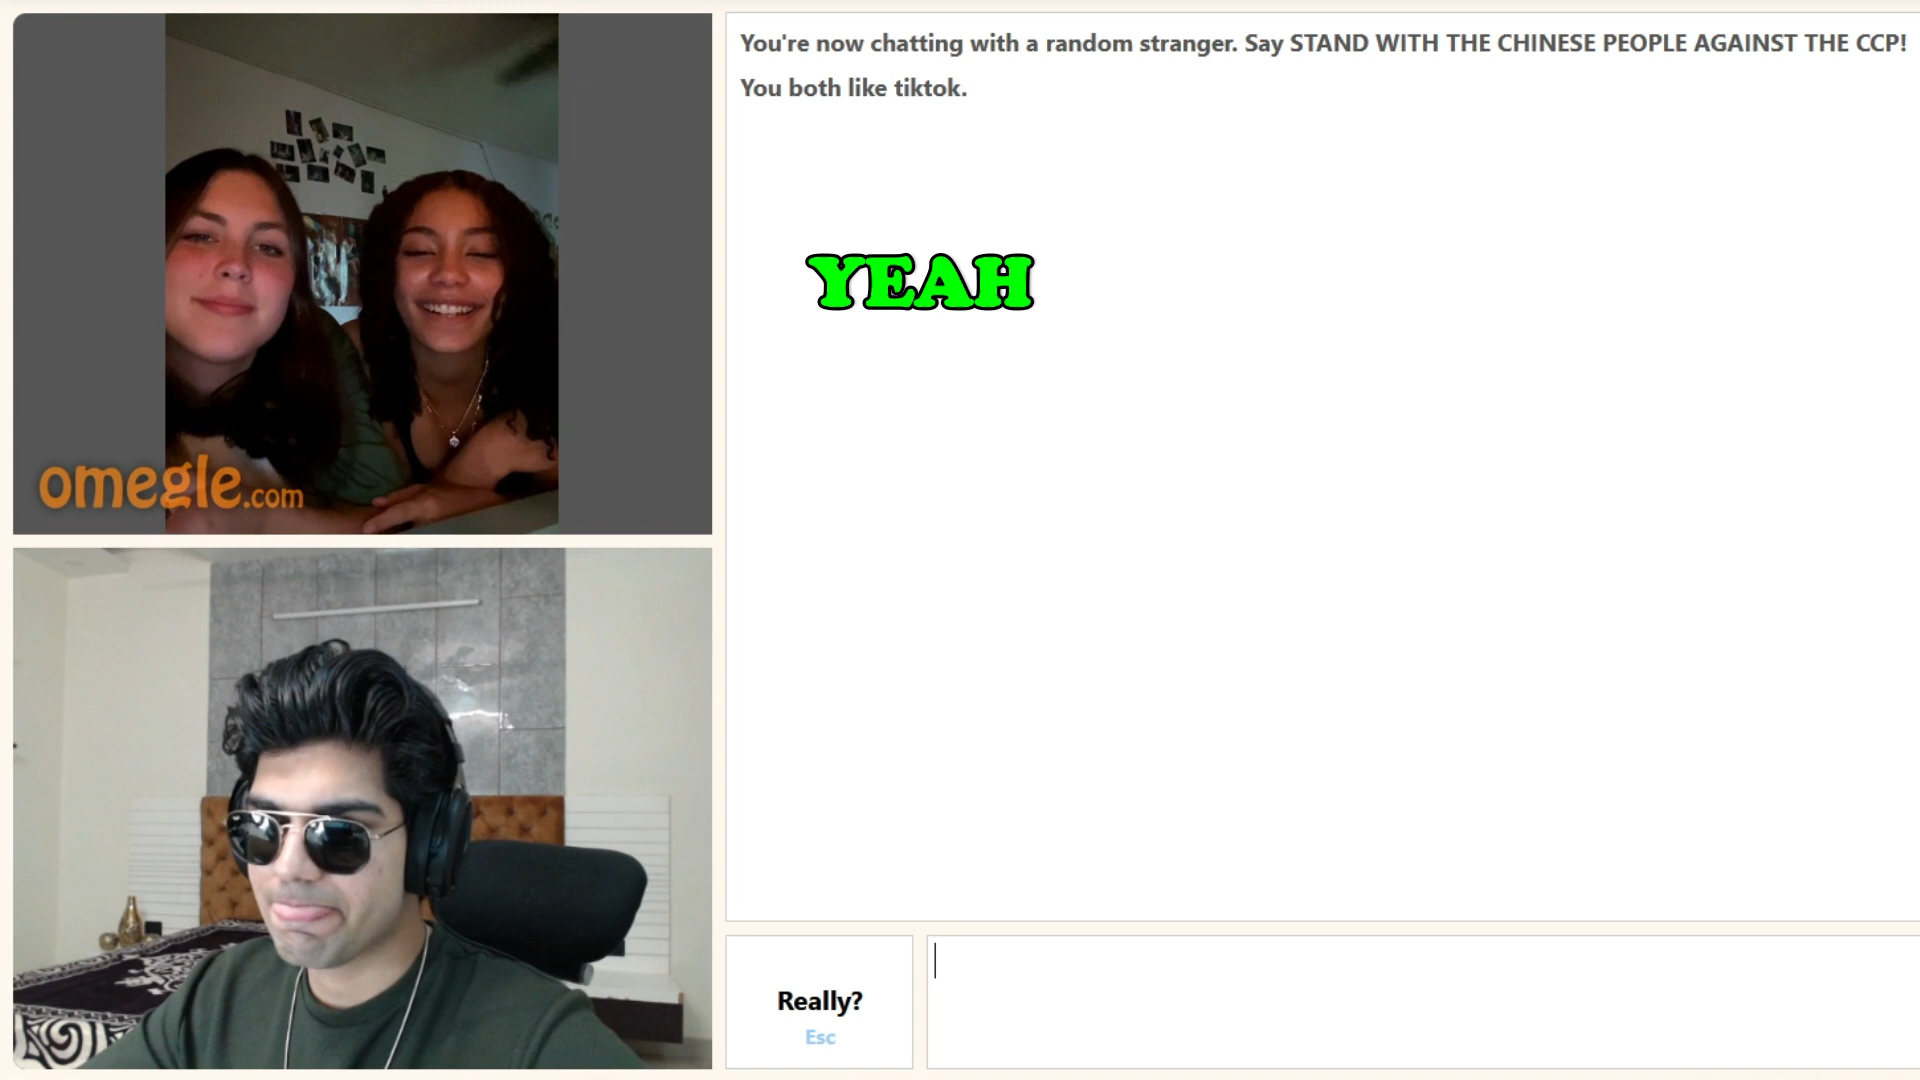 You're now chatting with a random stranger. Say STAND WITH THE CHINESE PEOPLE AGAINST THE CCP!
You both like tiktok.
YEAH
omegle.com
Really?
Esc